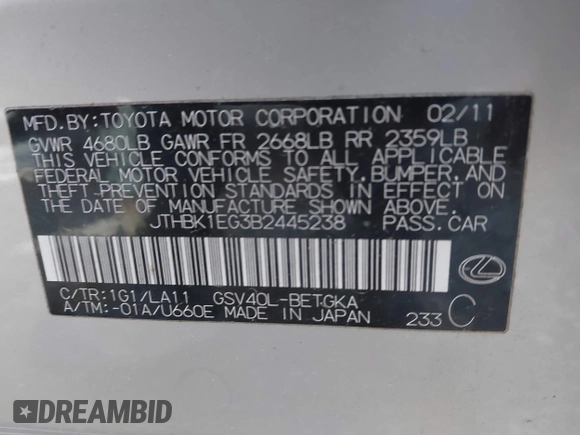 MFD.BY:TOYOTA MOTOR CORPORATION 02/11
GVWR 4680LB GAWR FR 2668LB RR 2359LB
THIS VEHICLE CONFORMS TO ALL APPLICABLE
FEDERAL MOTOR VEHICLE SAFETY, BUMPER, AND
THEFT-PREVENTION STANDARDS IN EFFECT ON
THE DATE OF MANUFACTURE SHOWN ABOVE.
JTHBK1EG3B2445238 PASS.CAR
C/TR:1G1/LA11 GSV40L-BETGKA
A/TM:-01A/U660E MADE IN JAPAN 233 C
DREAMBID